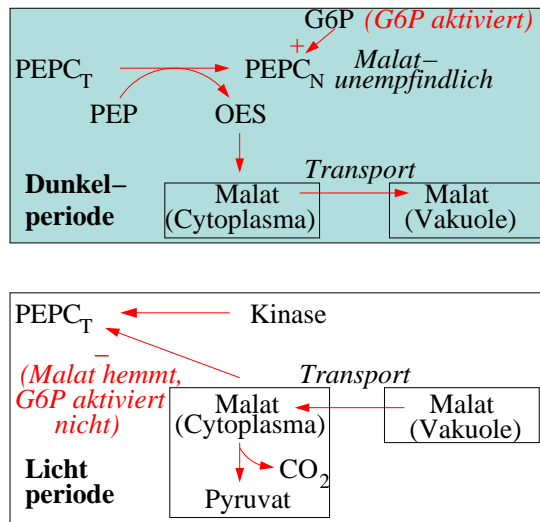 G6P (G6P aktiviert)
+
PEPC_T PEPC_N Malat–
unempfindlich
PEP OES
Transport
Dunkel–
periode
Malat
(Cytoplasma)
Malat
(Vakuole)
PEPC_T Kinase
–
(Malat hemmt,
G6P aktiviert
nicht)
Transport
Malat
(Cytoplasma)
Malat
(Vakuole)
CO₂
Pyruvat
Licht
periode